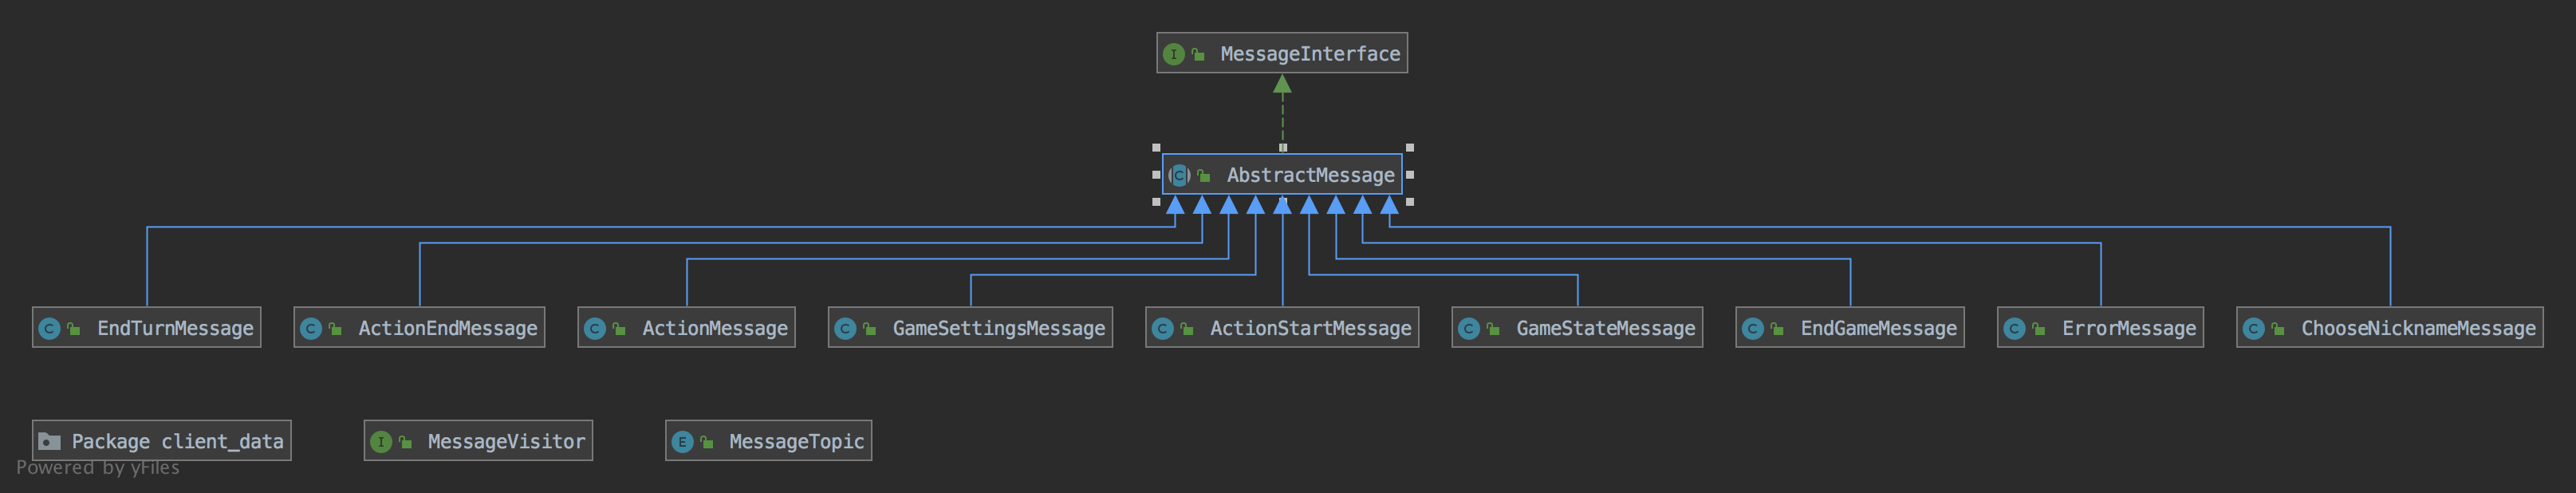 MessageInterface
AbstractMessage
EndTurnMessage
ActionEndMessage
ActionMessage
GameSettingsMessage
ActionStartMessage
GameStateMessage
EndGameMessage
ErrorMessage
ChooseNicknameMessage
Package client_data
MessageVisitor
MessageTopic
Powered by yFiles